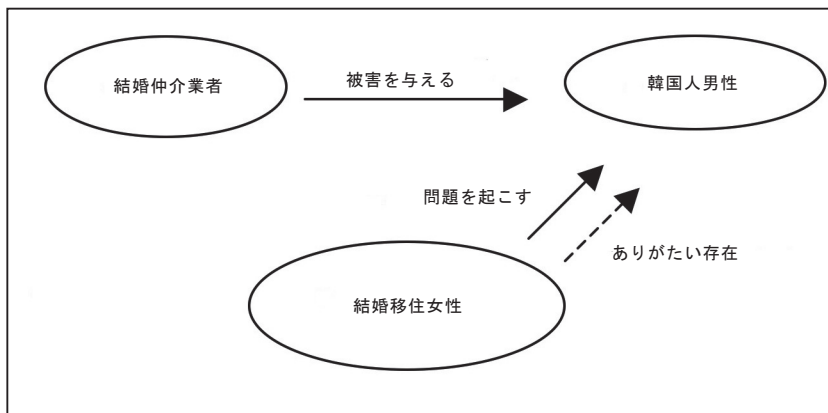 結婚仲介業者
被害を与える
韓国人男性
問題を起こす
ありがたい存在
結婚移住女性